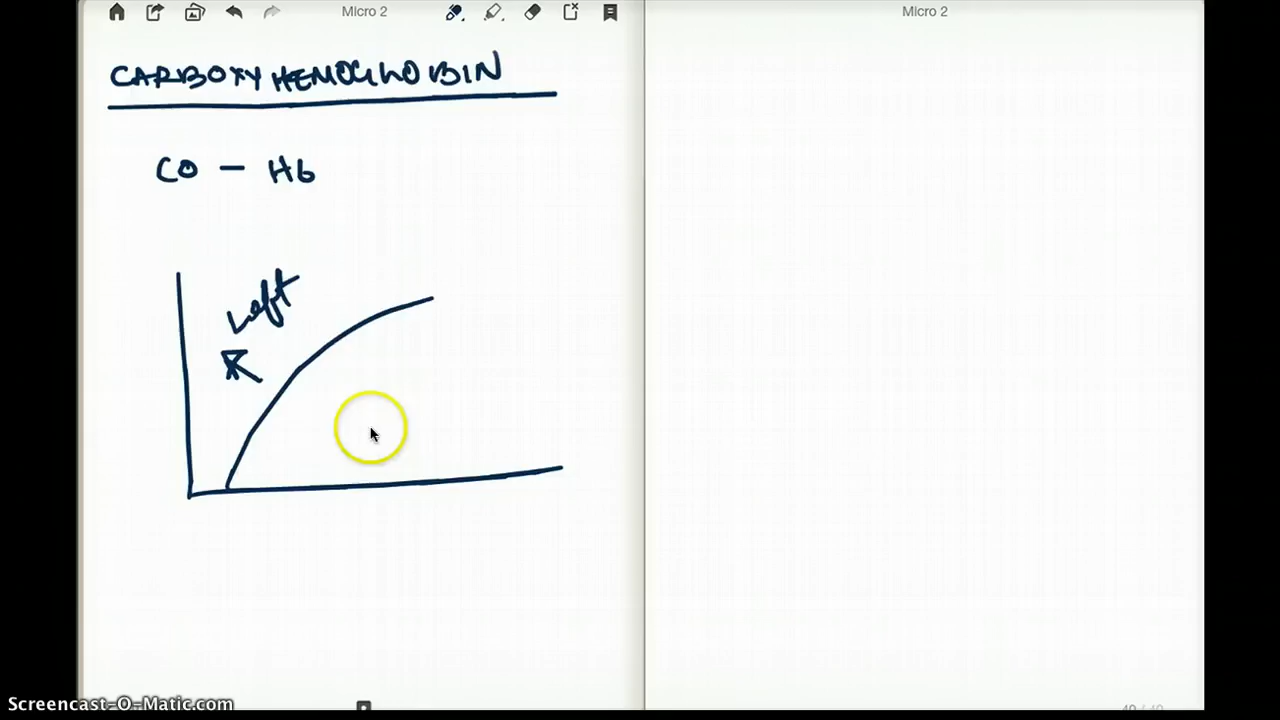 Micro 2
Micro 2
CARBOXYHEMOGLOBIN
CO - Hb
Left
Screencast-O-Matic.com